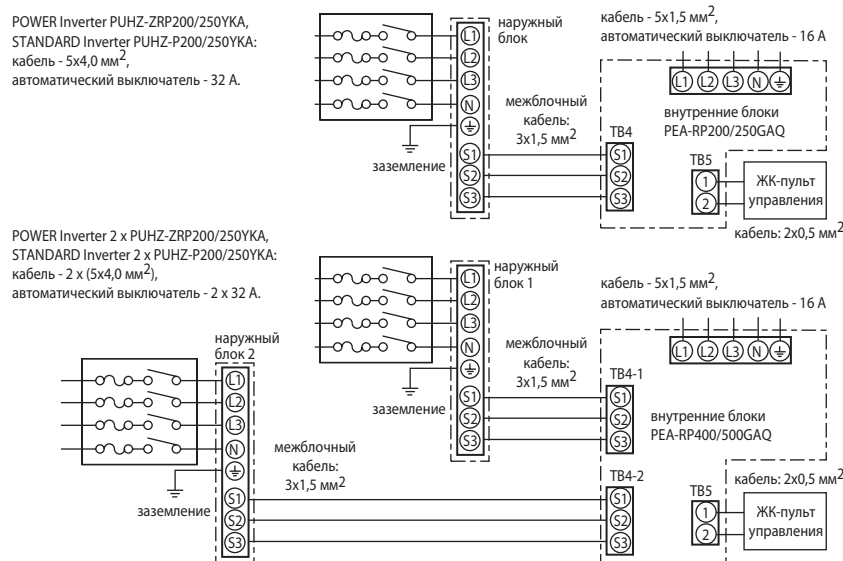 POWER Inverter PUHZ-ZRP200/250YKA,
STANDARD Inverter PUHZ-P200/250YKA:
кабель - 5x4,0 мм2,
автоматический выключатель - 32 А.
наружный
блок
L1
L2
L3
N
S1
S2
S3
заземление
межблочный
кабель:
3x1,5 мм2
кабель - 5x1,5 мм2,
автоматический выключатель - 16 А
L1 L2 L3 N
внутренние блоки
PEA-RP200/250GAQ
TB4
S1
S2
S3
TB5
1
2
ЖК-пульт
управления
кабель: 2x0,5 мм2
POWER Inverter 2 x PUHZ-ZRP200/250YKA,
STANDARD Inverter 2 x PUHZ-P200/250YKA:
кабель - 2 x (5x4,0 мм2),
автоматический выключатель - 2 x 32 А.
наружный
блок 1
L1
L2
L3
N
S1
S2
S3
заземление
межблочный
кабель:
3x1,5 мм2
кабель - 5x1,5 мм2,
автоматический выключатель - 16 А
L1 L2 L3 N
TB4-1
S1
S2
S3
внутренние блоки
PEA-RP400/500GAQ
наружный
блок 2
L1
L2
L3
N
S1
S2
S3
заземление
межблочный
кабель:
3x1,5 мм2
TB4-2
S1
S2
S3
TB5
1
2
кабель: 2x0,5 мм2
ЖК-пульт
управления